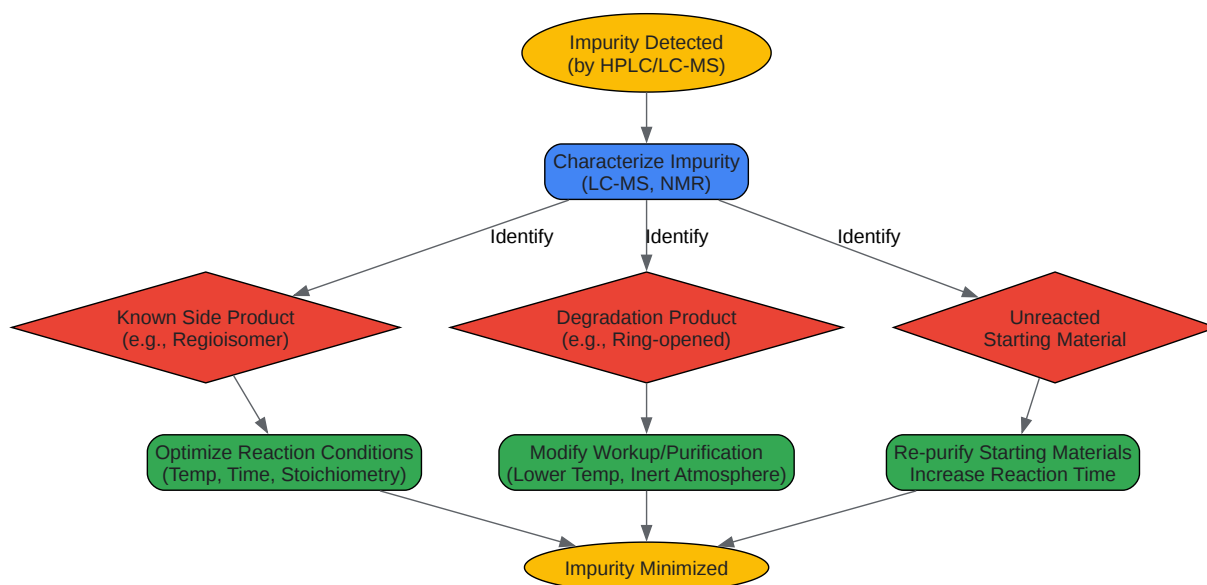 Impurity Detected
(by HPLC/LC-MS)
Characterize Impurity
(LC-MS, NMR)
Identify
Identify
Identify
Known Side Product
(e.g., Regioisomer)
Degradation Product
(e.g., Ring-opened)
Unreacted
Starting Material
Optimize Reaction Conditions
(Temp, Time, Stoichiometry)
Modify Workup/Purification
(Lower Temp, Inert Atmosphere)
Re-purify Starting Materials
Increase Reaction Time
Impurity Minimized